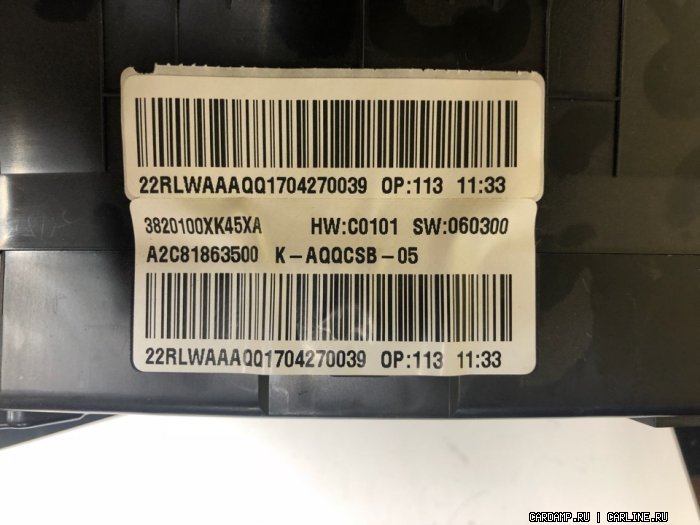 22RLWAAAQQ1704270039 OP:113 11:33
3820100XK45XA HW:C0101 SW:060300
A2C81863500 K-AQQCSB-05
22RLWAAAQQ1704270039 OP:113 11:33
CARDAMP.RU | CARLINE.RU